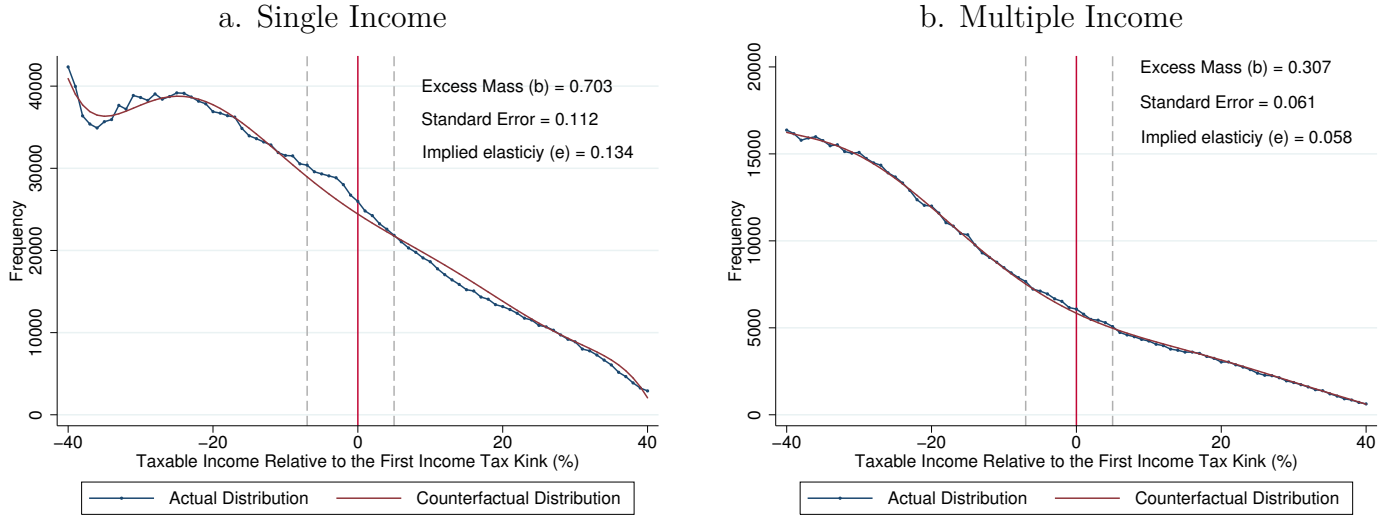 a. Single Income
Excess Mass (b) = 0.703
Standard Error = 0.112
Implied elasticiy (e) = 0.134
Frequency
40000
30000
20000
10000
0
−40
−20
0
20
40
Taxable Income Relative to the First Income Tax Kink (%)
Actual Distribution
Counterfactual Distribution
b. Multiple Income
Excess Mass (b) = 0.307
Standard Error = 0.061
Implied elasticiy (e) = 0.058
Frequency
20000
15000
10000
5000
0
−40
−20
0
20
40
Taxable Income Relative to the First Income Tax Kink (%)
Actual Distribution
Counterfactual Distribution